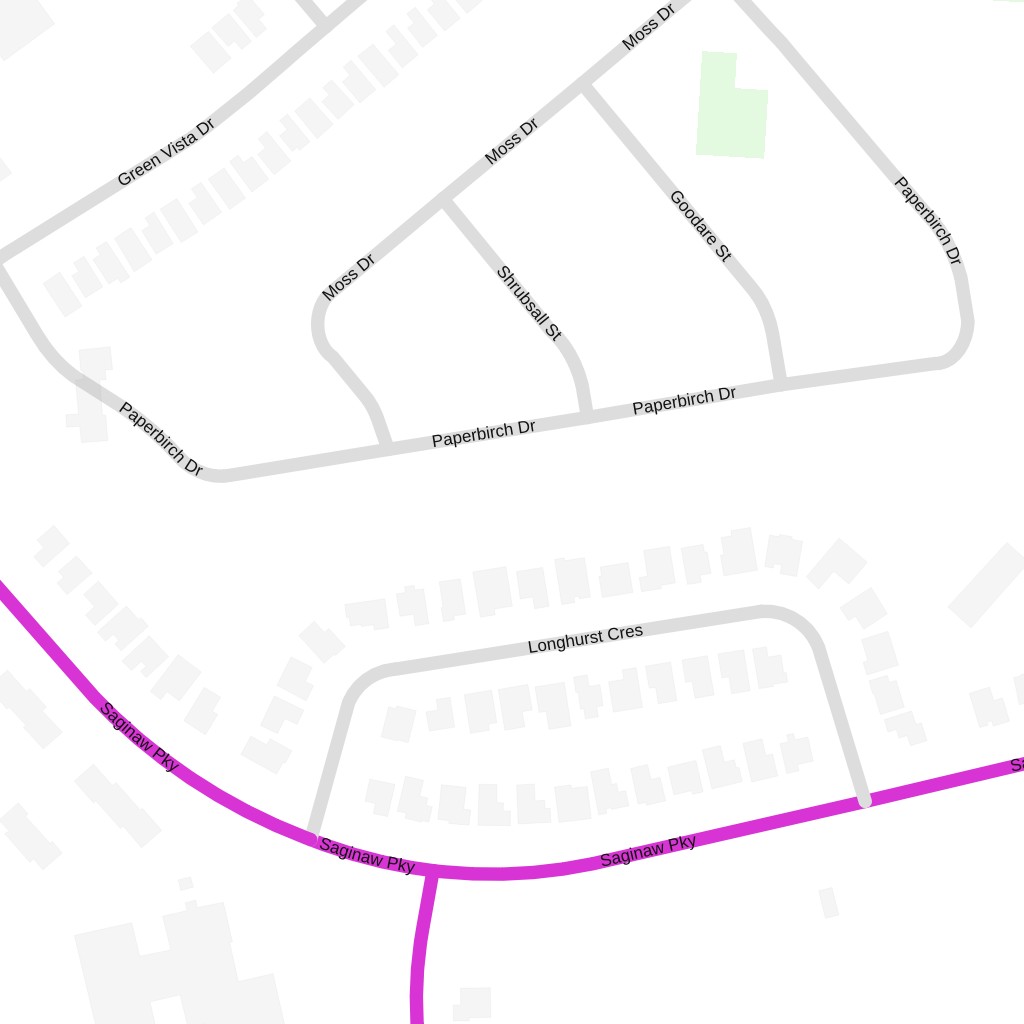 Moss Dr
Green Vista Dr
Moss Dr
Goodare St
Paperbirch Dr
Moss Dr
Shrubsall St
Paperbirch Dr
Paperbirch Dr
Paperbirch Dr
Longhurst Cres
Saginaw Pky
Sa
Saginaw Pky
Saginaw Pky